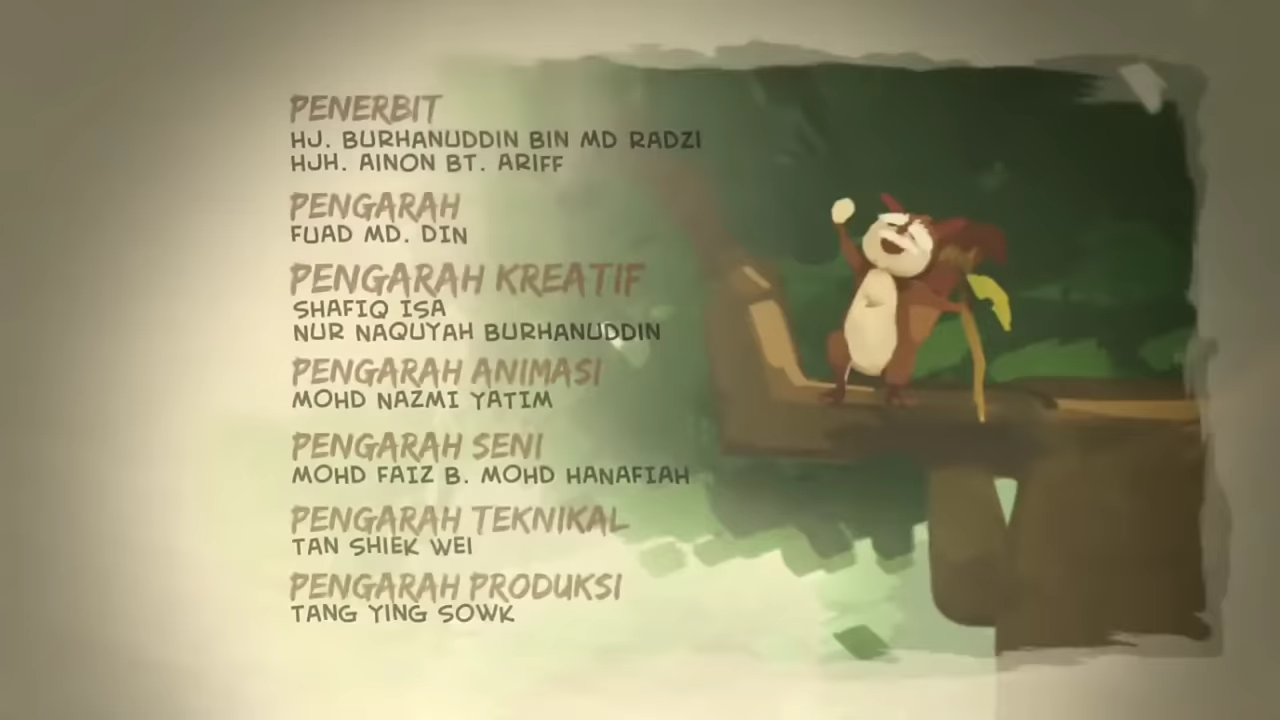 PENERBIT
HJ. BURHANUDDIN BIN MD RADZI
HJH. AINON BT. ARIFF
PENGARAH
FUAD MD. DIN
PENGARAH KREATIF
SHAFIQ ISA
NUR NAQUYAH BURHANUDDIN
PENGARAH ANIMASI
MOHD NAZMI YATIM
PENGARAH SENI
MOHD FAIZ B. MOHD HANAFIAH
PENGARAH TEKNIKAL
TAN SHIEK WEI
PENGARAH PRODUKSI
TANG YING SOWK